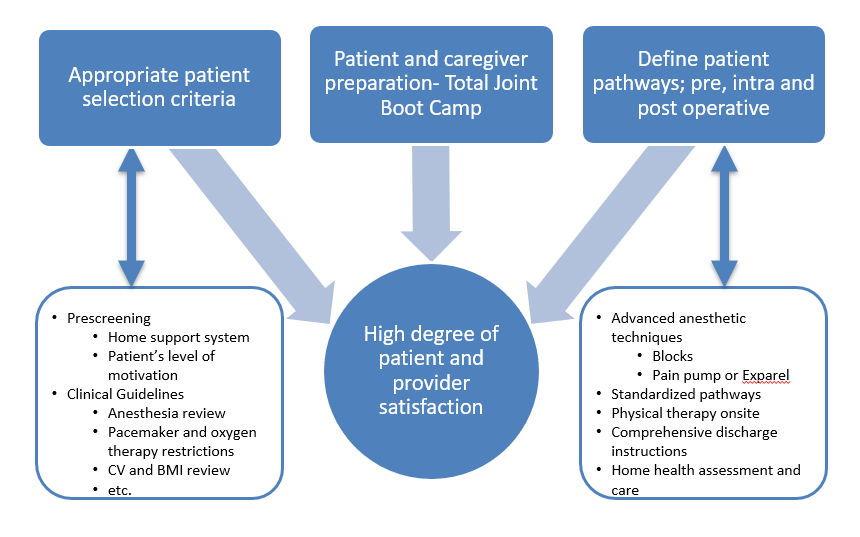 Appropriate patient
selection criteria
Patient and caregiver
preparation- Total Joint
Boot Camp
Define patient
pathways; pre, intra and
post operative
• Prescreening
• Home support system
• Patient’s level of
motivation
• Clinical Guidelines
• Anesthesia review
• Pacemaker and oxygen
therapy restrictions
• CV and BMI review
• etc.
High degree of
patient and
provider
satisfaction
• Advanced anesthetic
techniques
• Blocks
• Pain pump or Exparel
• Standardized pathways
• Physical therapy onsite
• Comprehensive discharge
instructions
• Home health assessment and
care